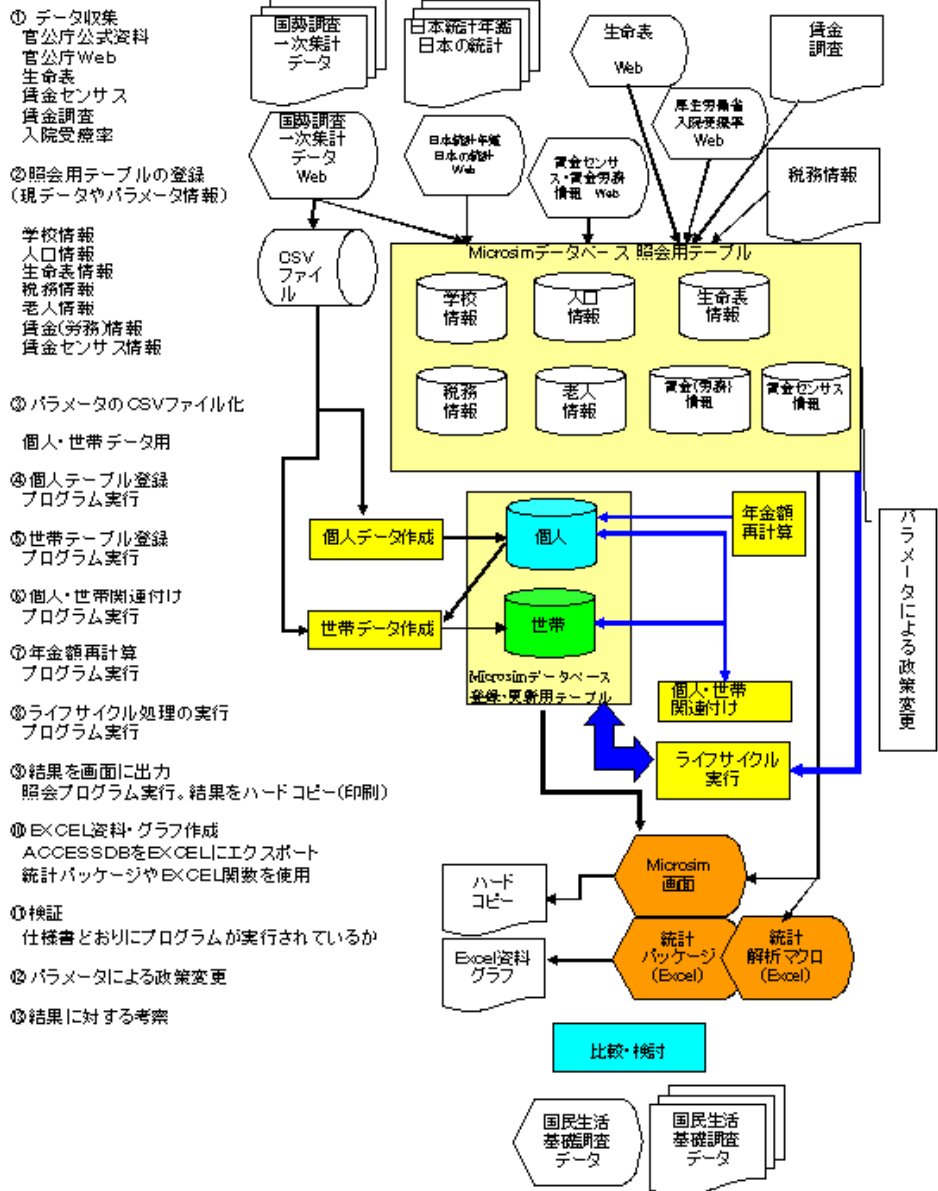 ① データ収集
官公庁公式資料
官公庁Web
生命表
賃金センサス
賃金調査
入院受療率
②照会用テーブルの登録
(現データやパラメータ情報)
学校情報
人口情報
生命表情報
税務情報
老人情報
賃金(労務)情報
賃金センサス情報
③パラメータのCSVファイル化
個人・世帯データ用
④個人テーブル登録
プログラム実行
⑤世帯テーブル登録
プログラム実行
⑥個人・世帯関連付け
プログラム実行
⑦年金額再計算
プログラム実行
⑧ライフサイクル処理の実行
プログラム実行
⑨結果を画面に出力
照会プログラム実行。結果をハードコピー(印刷)
⑩EXCEL資料・グラフ作成
ACCESSDBをEXCELにエクスポート
統計パッケージやEXCEL関数を使用
⑪検証
仕様書どおりにプログラムが実行されているか
⑫パラメータによる政策変更
⑬結果に対する考察
国勢調査
一次集計
データ
日本統計年鑑
日本の統計
生命表
Web
賃金
調査
国勢調査
一次集計
データ
Web
日本統計年鑑
日本の統計
Web
賃金センサ
ス・賃金労務
情報 Web
厚生労働省
入院受療率
Web
税務情報
CSV
ファイ
ル
Microsimデータベース 照会用テーブル
学校
情報
人口
情報
生命表
情報
税務
情報
老人
情報
賃金(労務)
情報
賃金センサス
情報
個人データ作成
個人
年金額
再計算
世帯データ作成
世帯
Microsimデータベース
登録・更新用テーブル
個人・世帯
関連付け
ライフサイクル
実行
パラメータによる政策変更
Microsim
画面
ハード
コピー
統計
パッケージ
(Excel)
統計
解析マクロ
(Excel)
Excel資料
グラフ
比較・検討
国民生活
基礎調査
データ
国民生活
基礎調査
データ